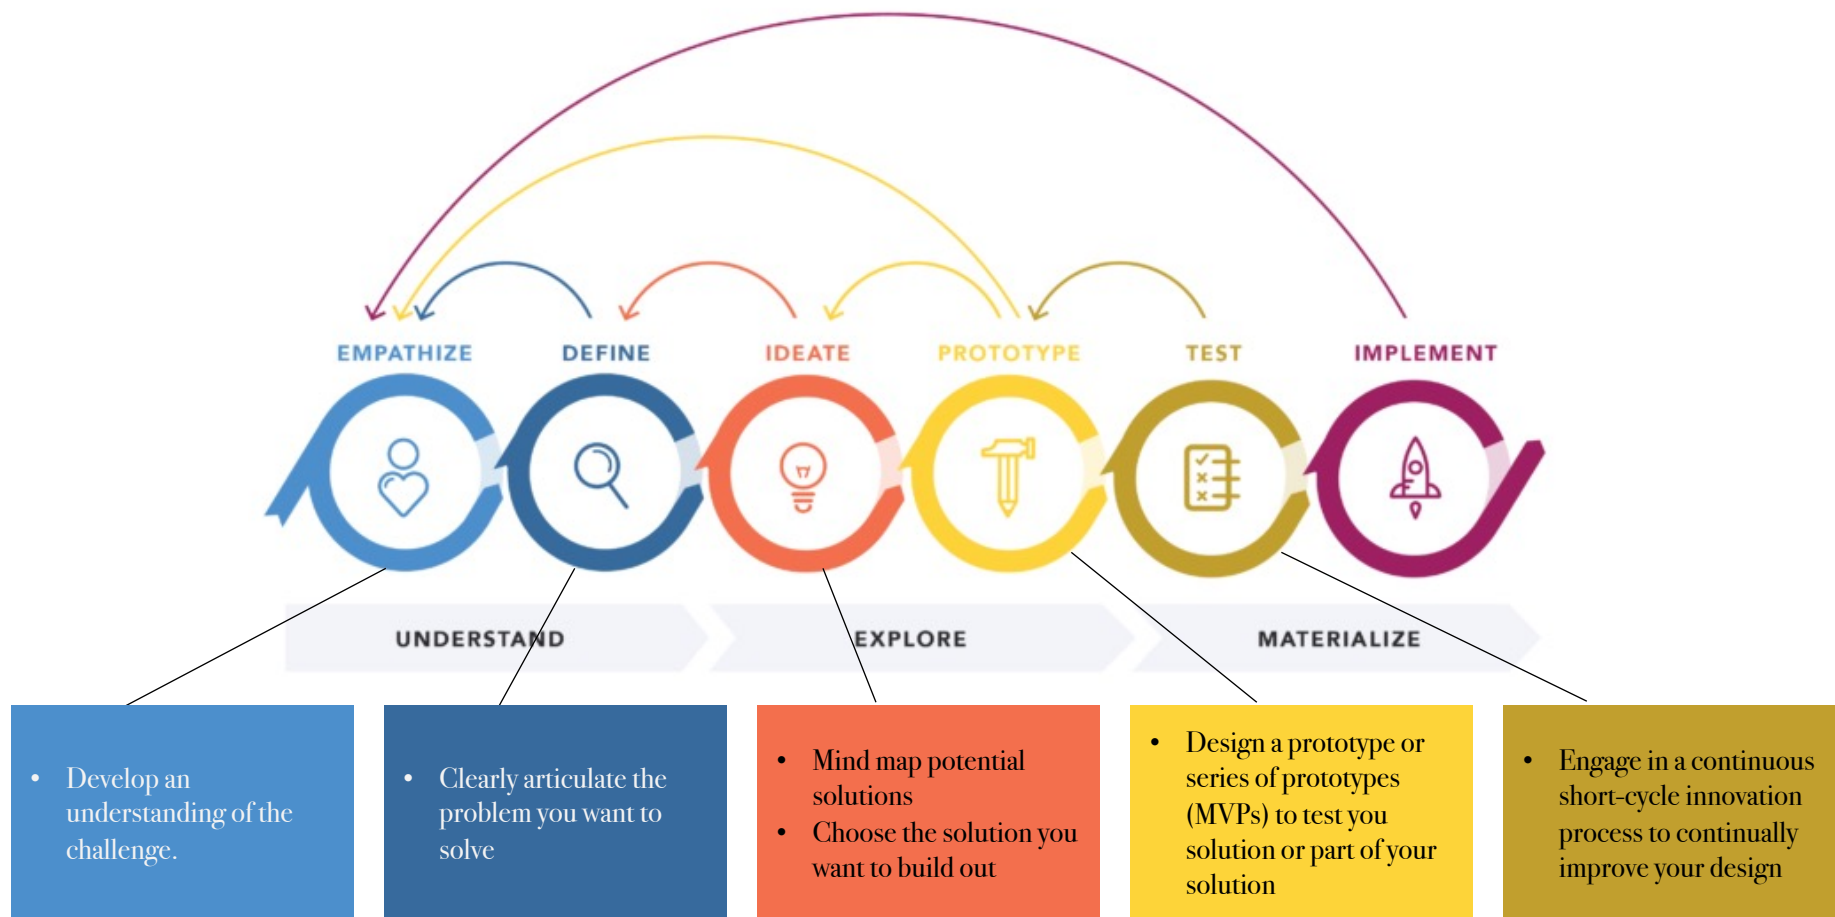 EMPATHIZE
DEFINE
IDEATE
PROTOTYPE
TEST
IMPLEMENT
UNDERSTAND
EXPLORE
MATERIALIZE
• Develop an
understanding of the
challenge.
• Clearly articulate the
problem you want to
solve
• Mind map potential
solutions
• Choose the solution you
want to build out
• Design a prototype or
series of prototypes
(MVPs) to test you
solution or part of your
solution
• Engage in a continuous
short-cycle innovation
process to continually
improve your design